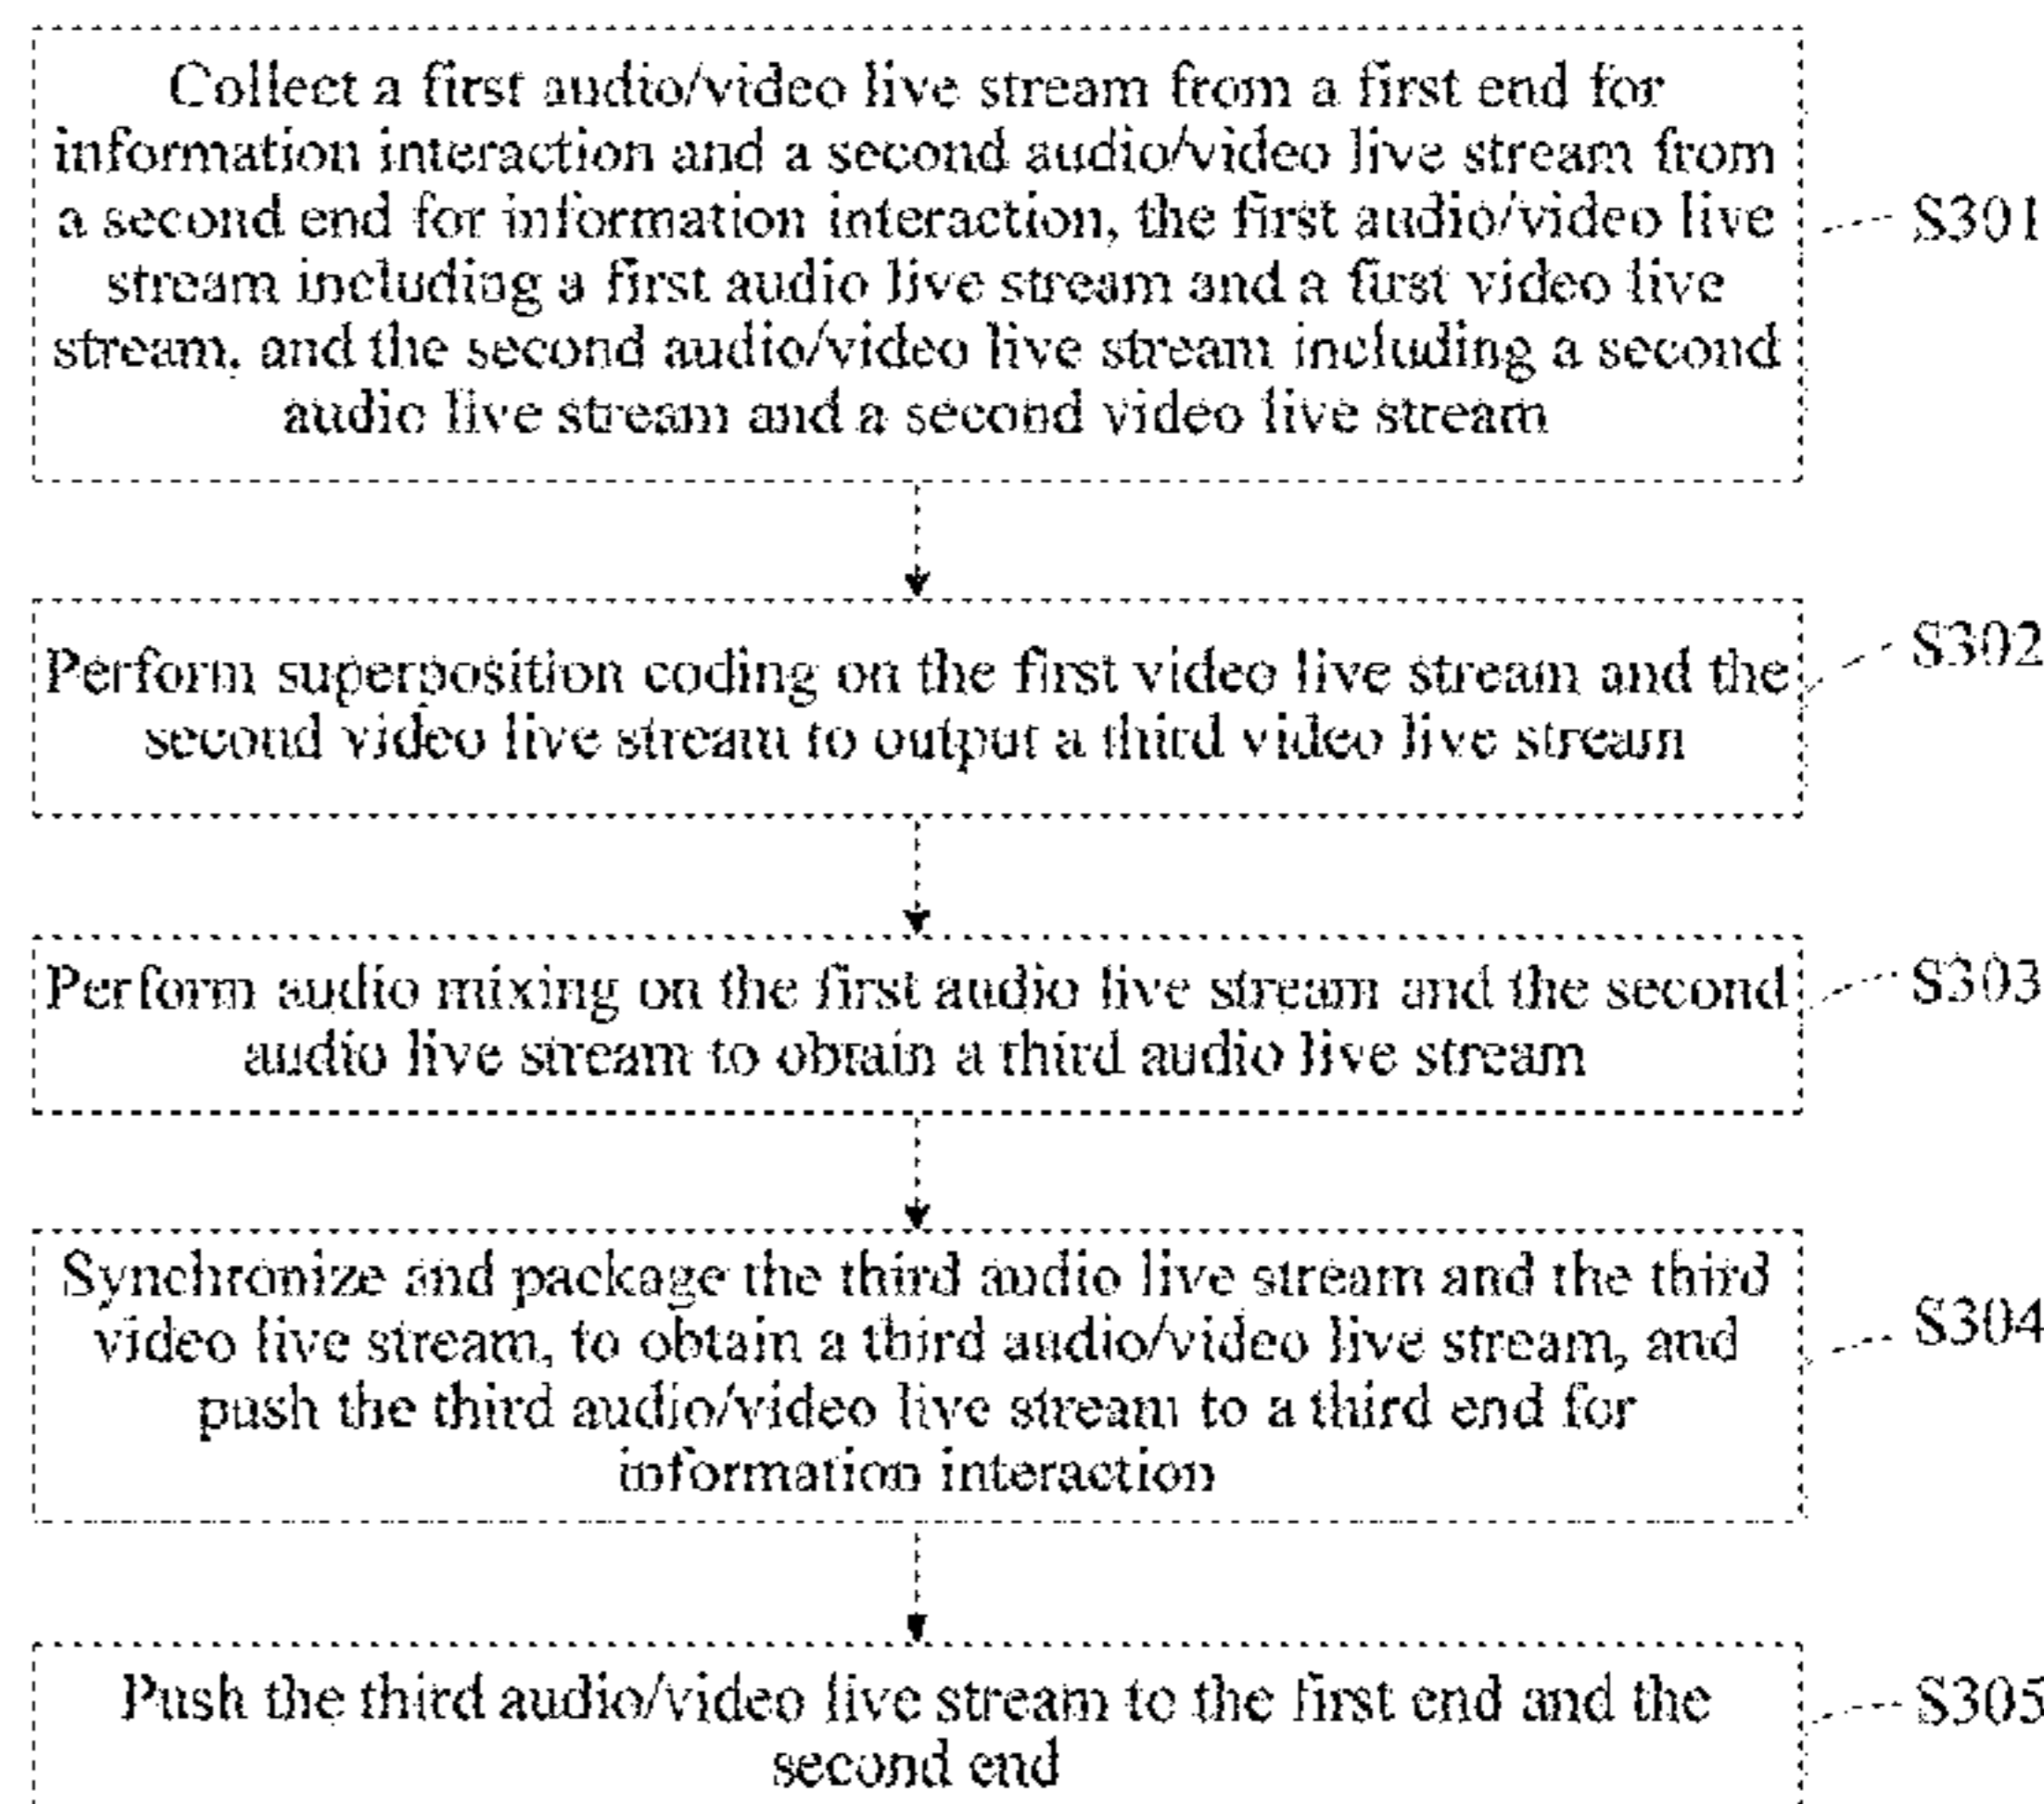 Collect a first audio/video live stream from a first end for
information interaction and a second audio/video live stream from
a second end for information interaction, the first audio/video live
stream including a first audio live stream and a first video live
stream, and the second audio/video live stream including a second
audio live stream and a second video live stream
S301
Perform superposition coding on the first video live stream and the
second video live stream to output a third video live stream
S302
Perform audio mixing on the first audio live stream and the second
audio live stream to obtain a third audio live stream
S303
Synchronize and package the third audio live stream and the third
video live stream, to obtain a third audio/video live stream, and
push the third audio/video live stream to a third end for
information interaction
S304
Push the third audio/video live stream to the first end and the
second end
S305